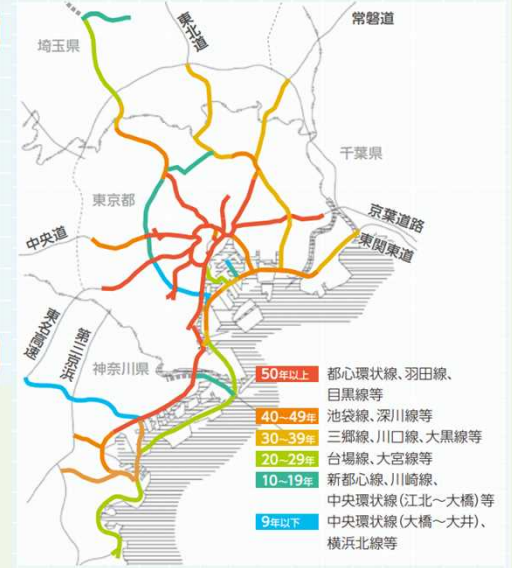 常磐道
東北道
埼玉県
千葉県
東京都
京葉道路
東関東道
中央道
東名高速
第三京浜
神奈川県
50年以上 都心環状線、羽田線、
目黒線等
40~49年 池袋線、深川線等
30~39年 三郷線、川口線、大黒線等
20~29年 台場線、大宮線等
10~19年 新都心線、川崎線、
中央環状線(江北~大橋)等
9年以下 中央環状線(大橋~大井)、
横浜北線等